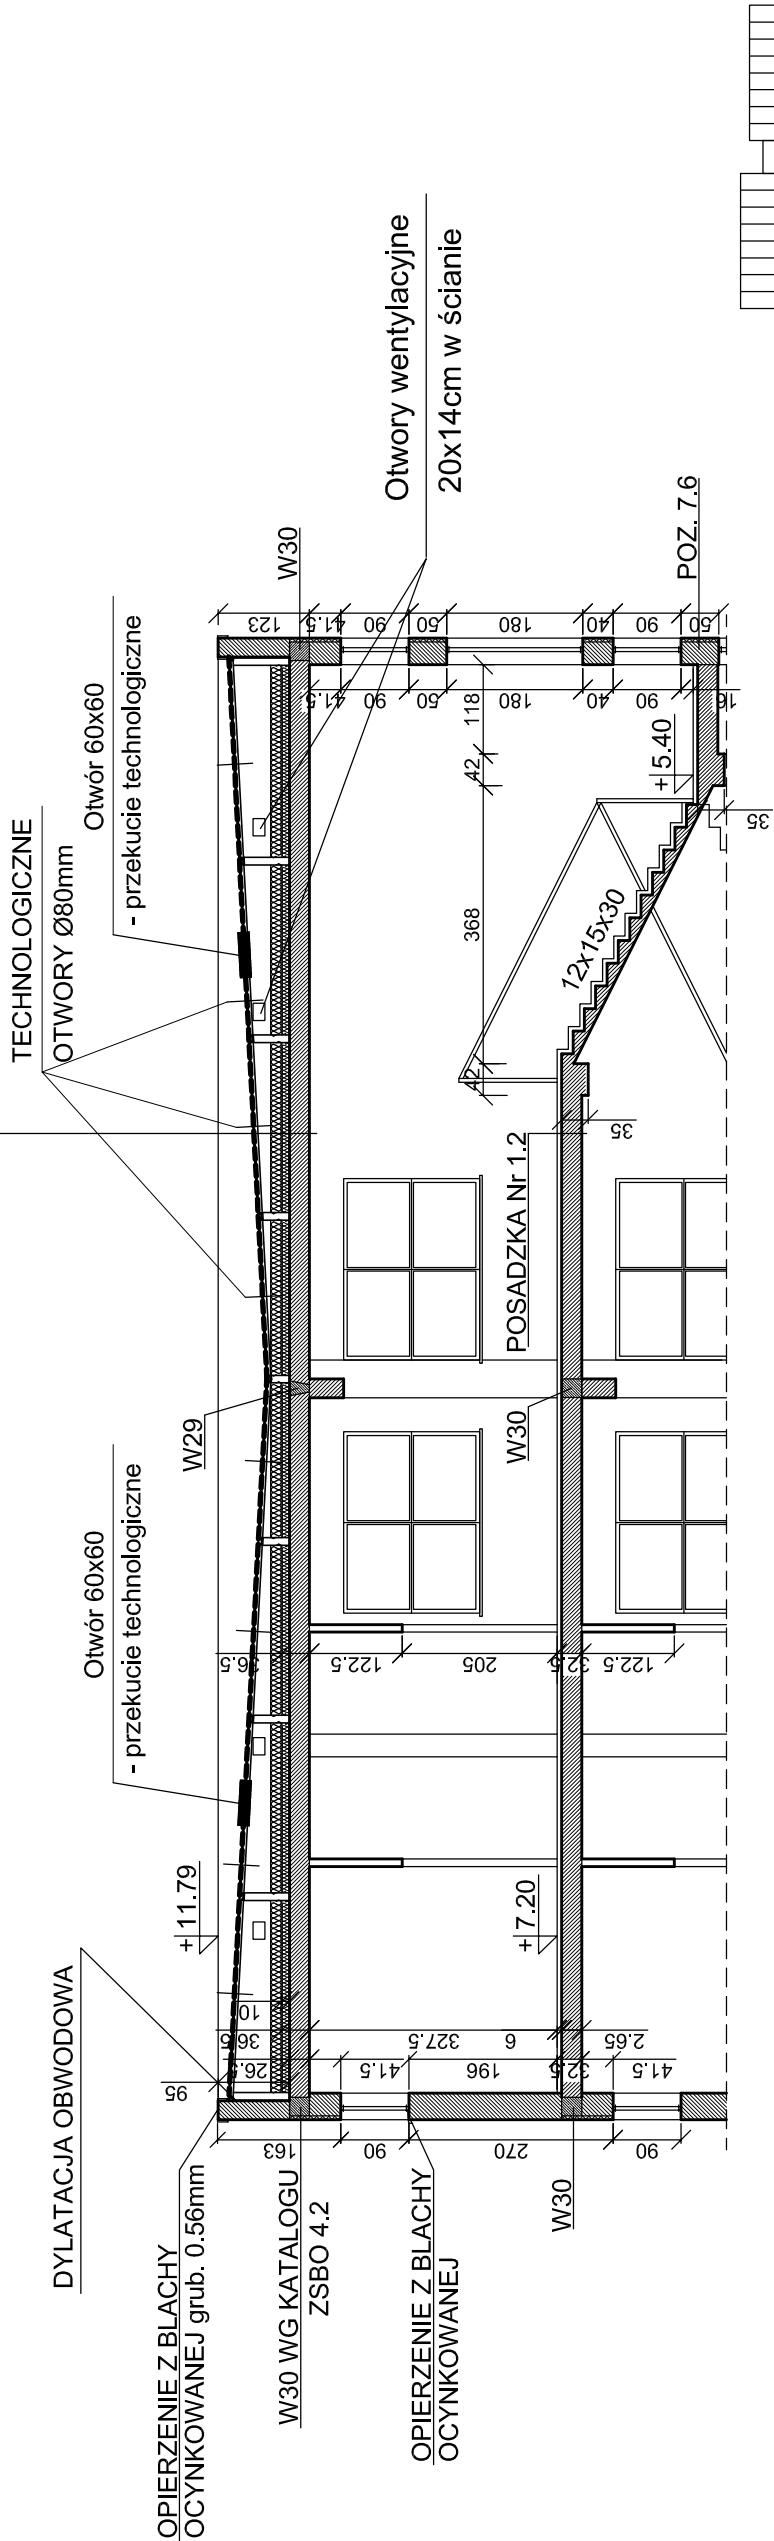 TECHNOLOGICZNE
OTWORY Ø80mm
Otwór 60x60
- przekucie technologiczne
Otwory wentylacyjne
20x14cm w ścianie
W30
Otwór 60x60
- przekucie technologiczne
W29
DYLATACJA OBWODOWA
OPIERZENIE Z BLACHY
OCYNKOWANEJ grub. 0.56mm
W30 WG KATALOGU
ZSBO 4.2
OPIERZENIE Z BLACHY
OCYNKOWANEJ
W30
+11.79
+7.20
+5.40
POZ. 7.6
POSADZKA Nr 1.2
W30
12x15x30
42
368
42
118
35
35
123
41.5
90
50
180
40
90
50
41.5
90
50
180
40
90
16
36.5
122.5
205
32.5
122.5
10
36.5
327.5
6
2.65
95
26.5
41.5
196
32.5
41.5
163
90
270
90